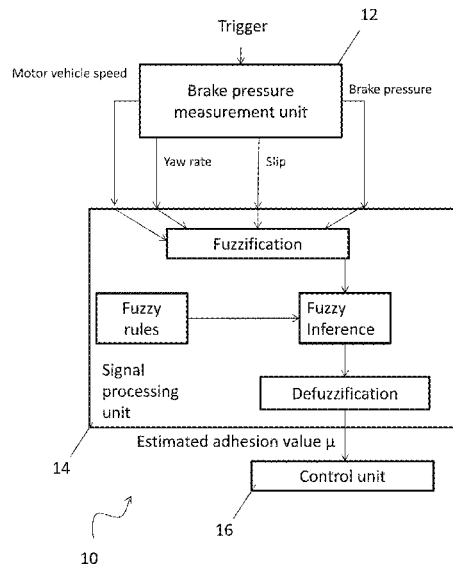 Trigger
12
Motor vehicle speed
Brake pressure
measurement unit
Brake pressure
Yaw rate
Slip
Fuzzification
Fuzzy
rules
Fuzzy
Inference
Signal
processing
unit
Defuzzification
Estimated adhesion value μ
14
Control unit
16
10